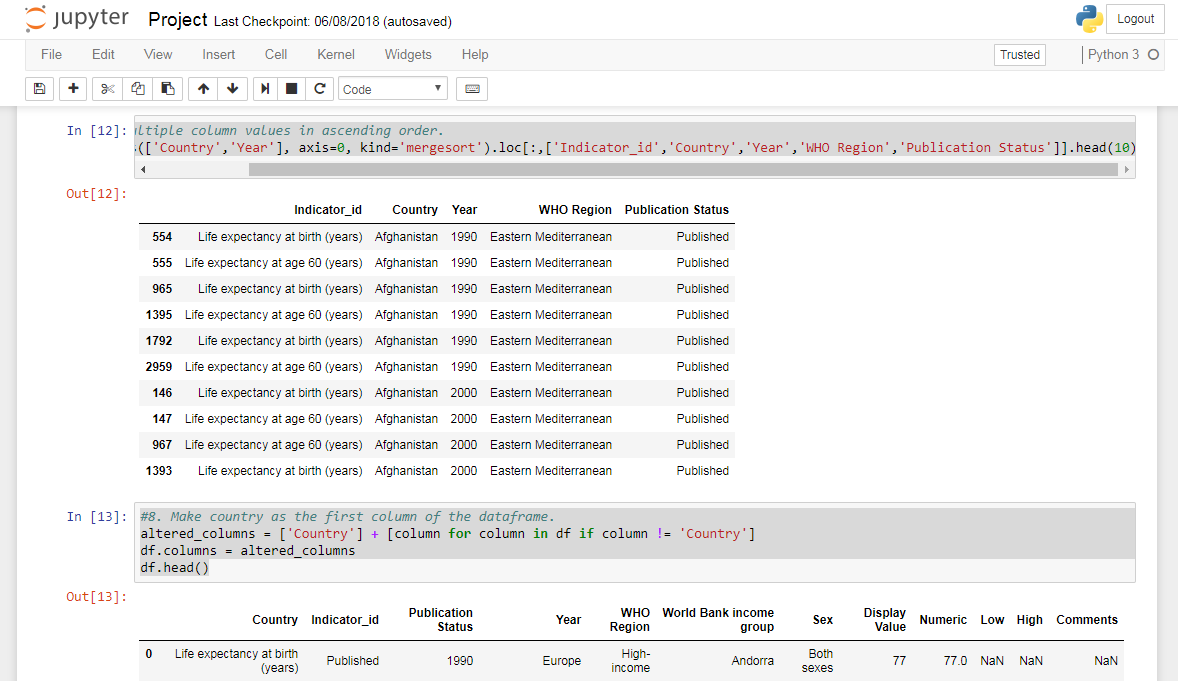 jupyter Project Last Checkpoint: 06/08/2018 (autosaved) Logout
File Edit View Insert Cell Kernel Widgets Help Trusted Python 3
Code
In [12]: ltiple column values in ascending order.
(['Country','Year'], axis=0, kind='mergesort').loc[:,['Indicator_id','Country','Year','WHO Region','Publication Status']].head(10)
Out[12]:
Indicator_id Country Year WHO Region Publication Status
554 Life expectancy at birth (years) Afghanistan 1990 Eastern Mediterranean Published
555 Life expectancy at age 60 (years) Afghanistan 1990 Eastern Mediterranean Published
965 Life expectancy at birth (years) Afghanistan 1990 Eastern Mediterranean Published
1395 Life expectancy at age 60 (years) Afghanistan 1990 Eastern Mediterranean Published
1792 Life expectancy at birth (years) Afghanistan 1990 Eastern Mediterranean Published
2959 Life expectancy at age 60 (years) Afghanistan 1990 Eastern Mediterranean Published
146 Life expectancy at birth (years) Afghanistan 2000 Eastern Mediterranean Published
147 Life expectancy at age 60 (years) Afghanistan 2000 Eastern Mediterranean Published
967 Life expectancy at age 60 (years) Afghanistan 2000 Eastern Mediterranean Published
1393 Life expectancy at birth (years) Afghanistan 2000 Eastern Mediterranean Published
In [13]: #8. Make country as the first column of the dataframe.
altered_columns = ['Country'] + [column for column in df if column != 'Country']
df.columns = altered_columns
df.head()
Out[13]:
Country Indicator_id Publication Status Year WHO Region World Bank income group Sex Display Value Numeric Low High Comments
0 Life expectancy at birth (years) Published 1990 Europe High-income Andorra Both sexes 77 77.0 NaN NaN NaN